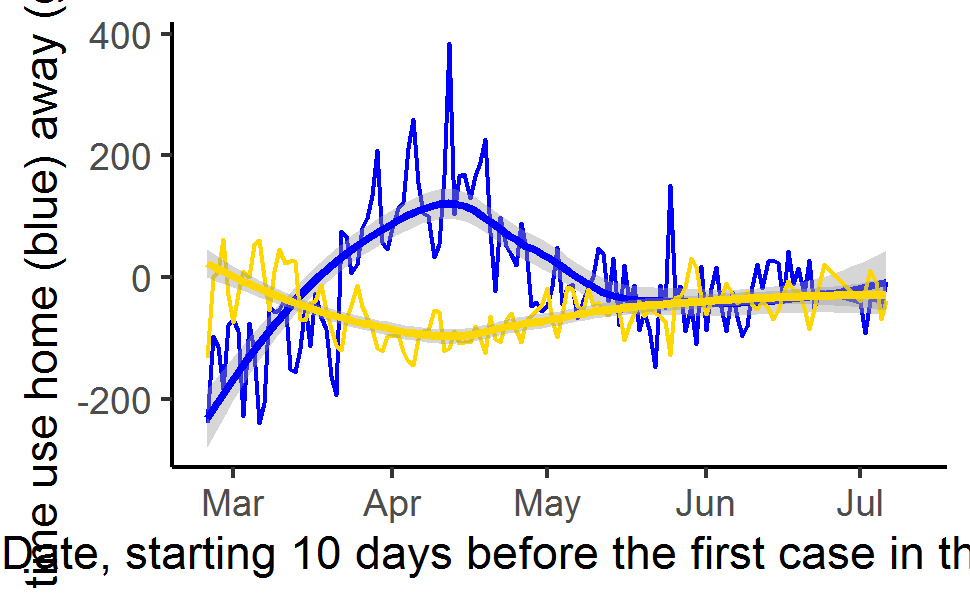 time use home (blue) away (
400
200
0
-200
Mar Apr May Jun Jul
Date, starting 10 days before the first case in th